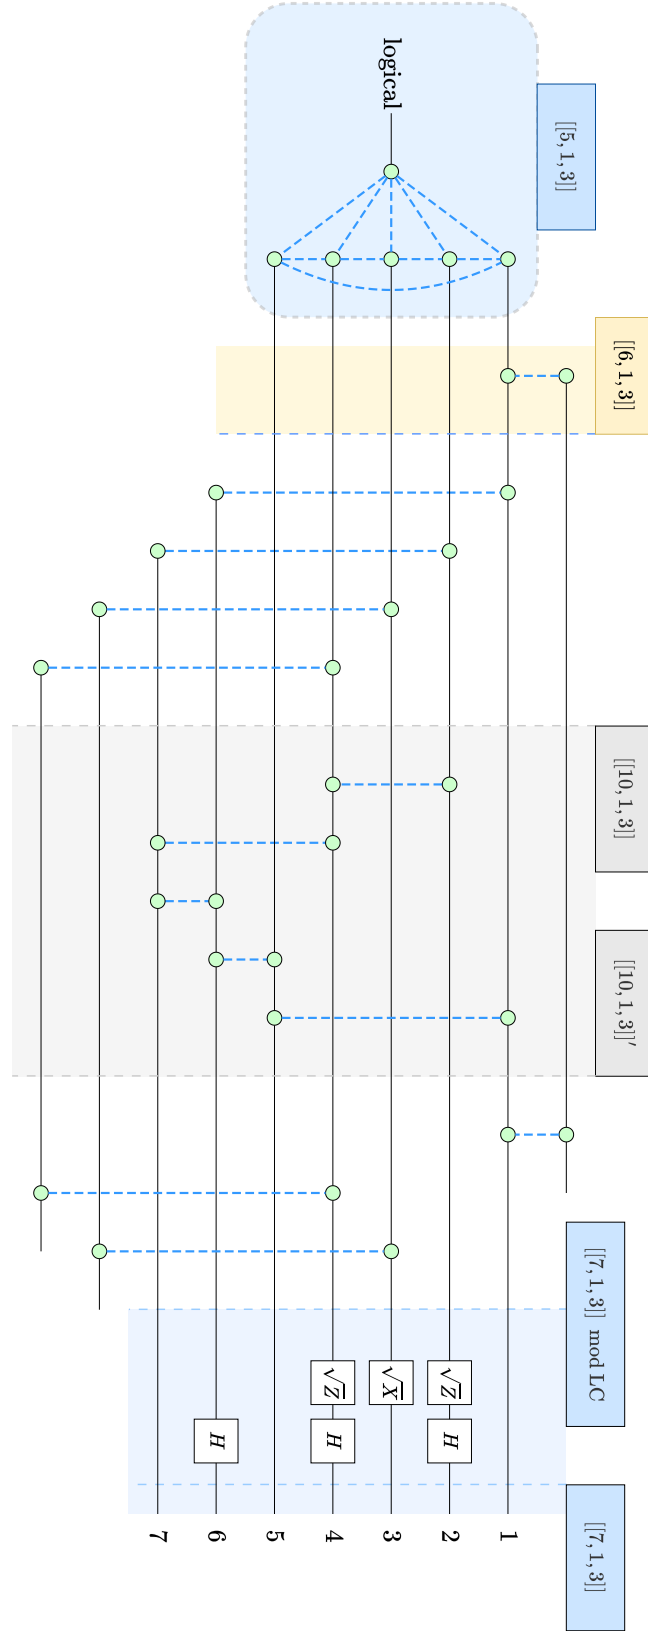 logical
[[5, 1, 3]]
[[6, 1, 3]]
[[10, 1, 3]]
[[10, 1, 3]]′
[[7, 1, 3]] mod LC
[[7, 1, 3]]
√Z H
√X
√Z H
H
1
2
3
4
5
6
7